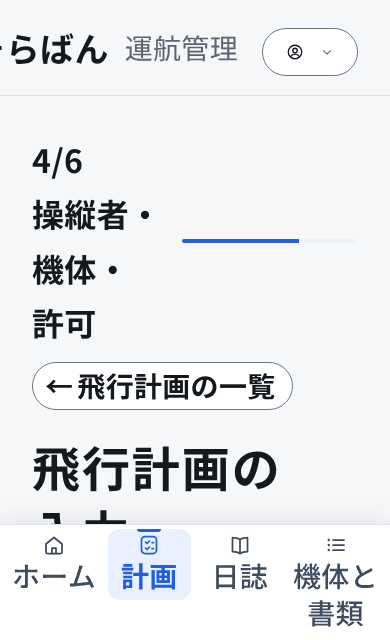 らばん 運航管理
4/6
操縦者・
機体・
許可
← 飛行計画の一覧
飛行計画の
ホーム
計画
日誌
機体と
書類